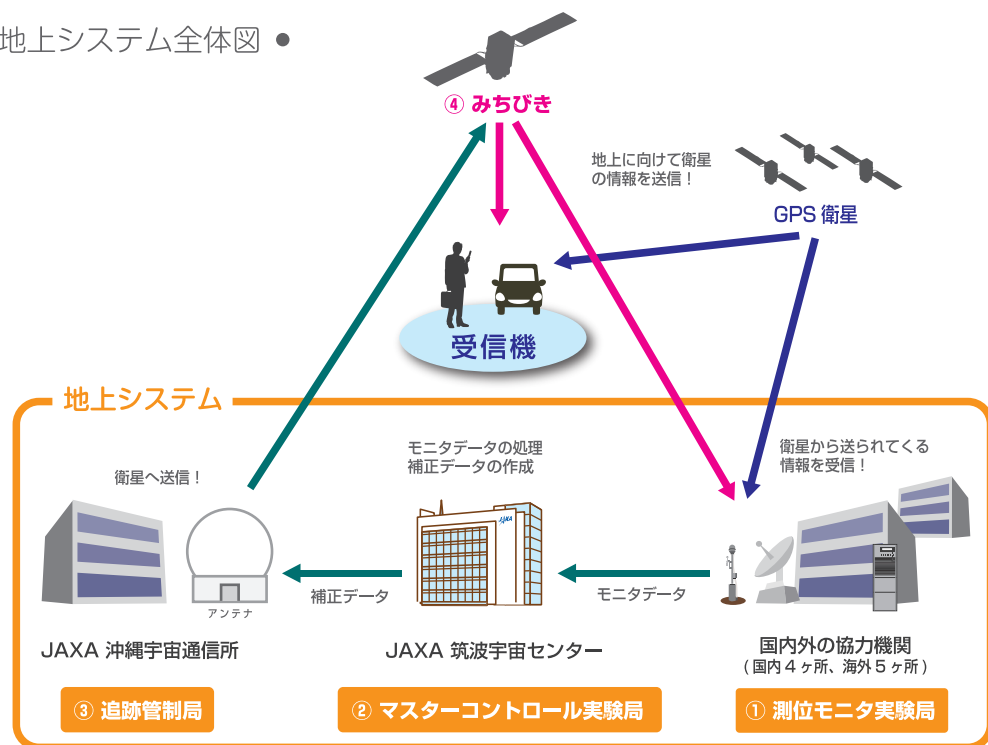 地上システム全体図 ●
④ みちびき
地上に向けて衛星
の情報を送信！
GPS 衛星
受信機
地上システム
衛星へ送信！
モニタデータの処理
補正データの作成
衛星から送られてくる
情報を受信！
JAXA
アンテナ
補正データ
モニタデータ
JAXA 沖縄宇宙通信所
JAXA 筑波宇宙センター
国内外の協力機関
( 国内 4 ヶ所、海外 5 ヶ所 )
③ 追跡管制局
② マスターコントロール実験局
① 測位モニタ実験局